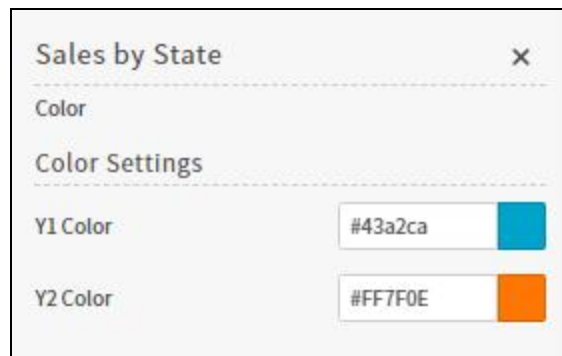 Sales by State
Color
Color Settings
Y1 Color #43a2ca
Y2 Color #FF7F0E